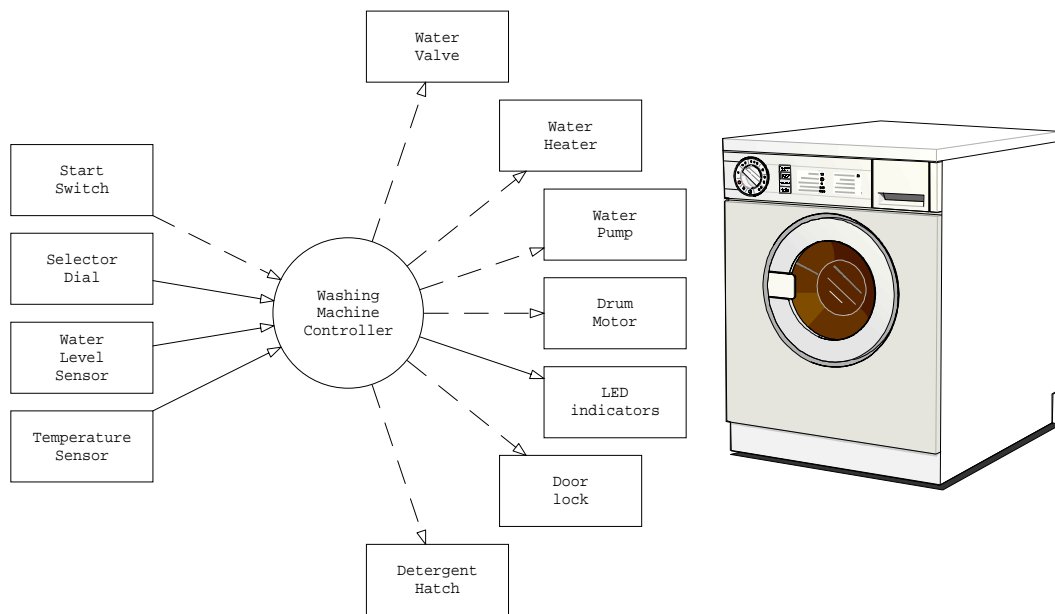 Water
Valve
Water
Heater
Start
Switch
Water
Pump
Selector
Dial
Washing
Machine
Controller
Drum
Motor
Water
Level
Sensor
LED
indicators
Temperature
Sensor
Door
lock
Detergent
Hatch